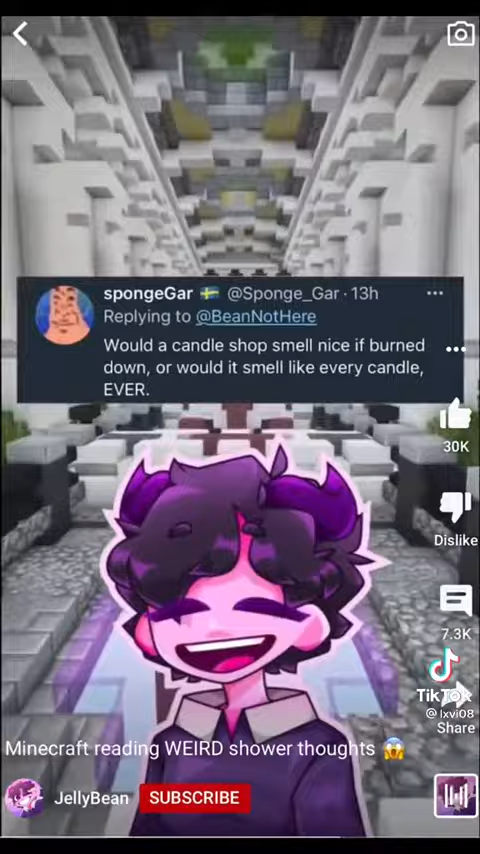 spongeGar 🇸🇪 @Sponge_Gar · 13h
Replying to @BeanNotHere
Would a candle shop smell nice if burned
down, or would it smell like every candle,
EVER.
30K
Dislike
7.3K
TikTok
@lxvi08
Share
Minecraft reading WEIRD shower thoughts 😱
JellyBean SUBSCRIBE